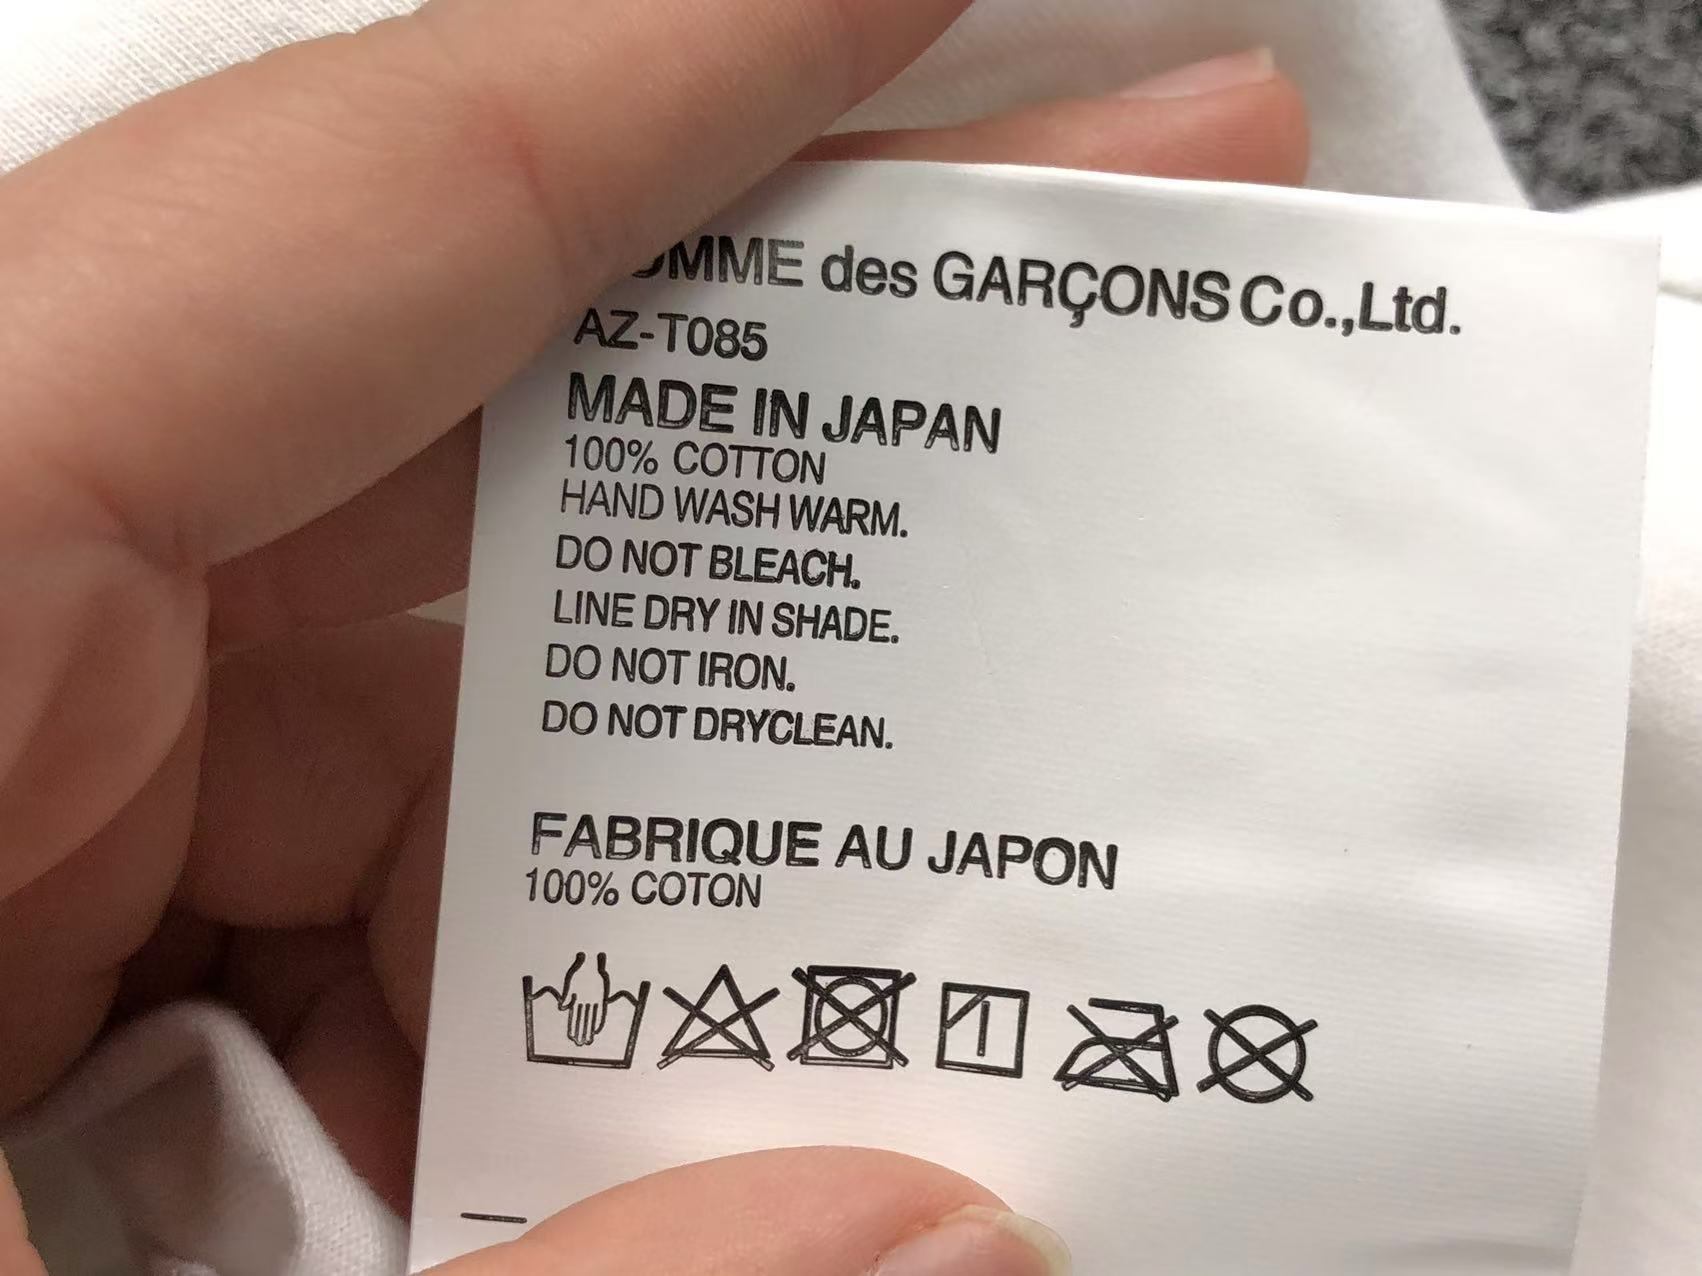 OMME des GARÇONS Co.,Ltd.
AZ-T085
MADE IN JAPAN
100% COTTON
HAND WASH WARM.
DO NOT BLEACH.
LINE DRY IN SHADE.
DO NOT IRON.
DO NOT DRYCLEAN.
FABRIQUE AU JAPON
100% COTON